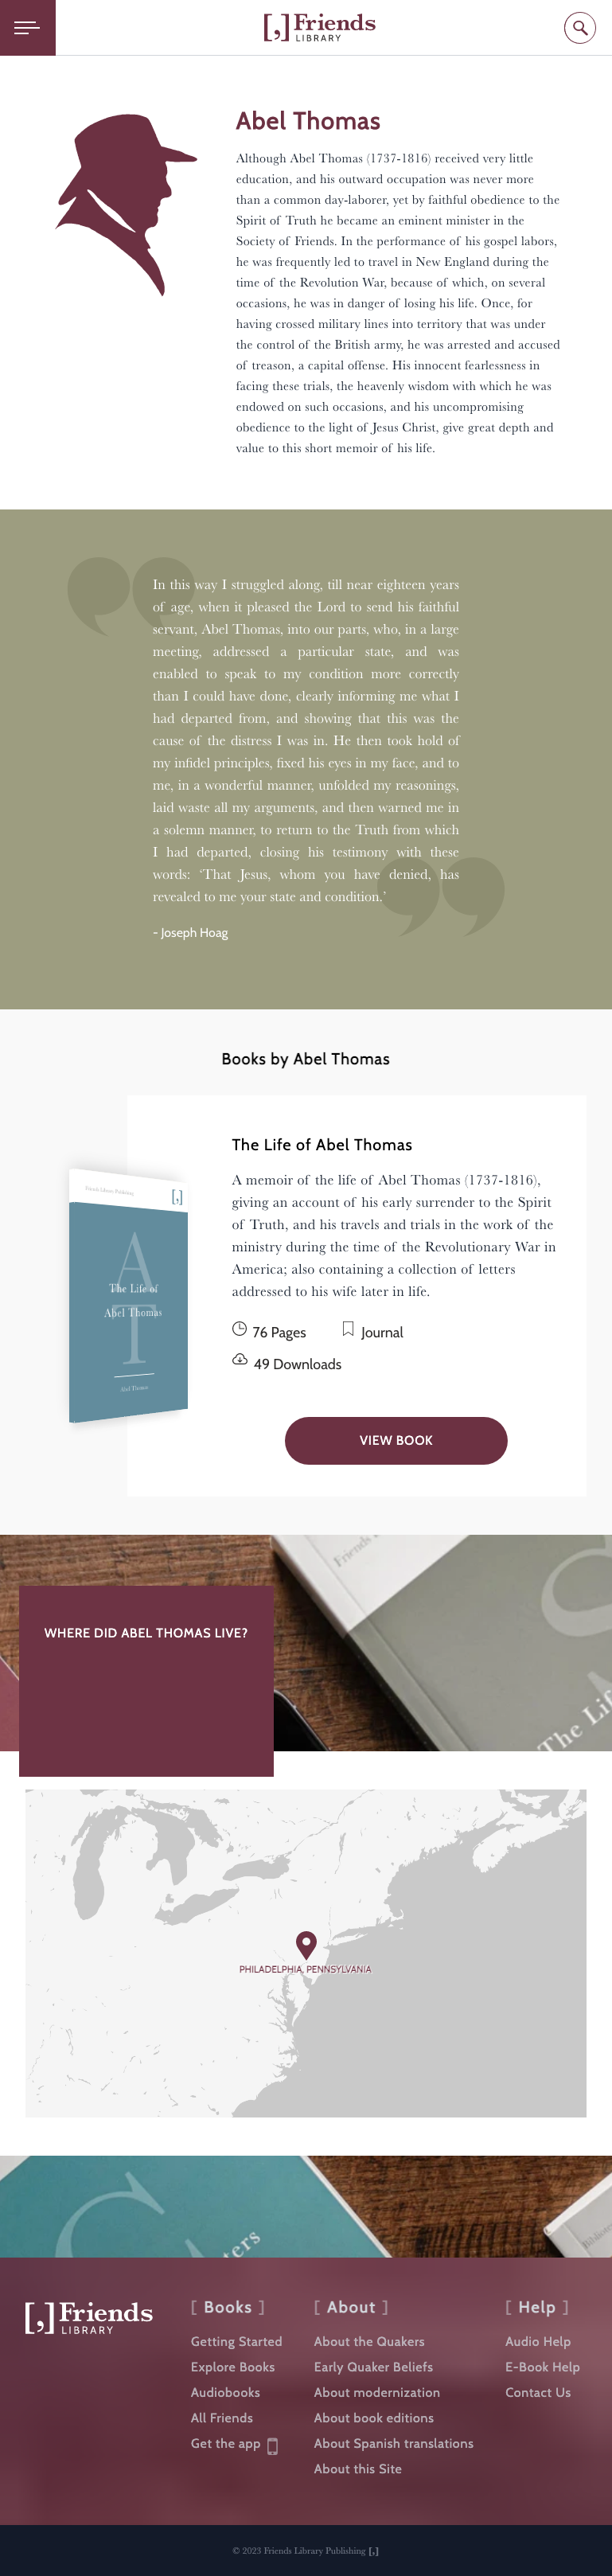 [,] Friends
LIBRARY
Abel Thomas
Although Abel Thomas (1737-1816) received very little
education, and his outward occupation was never more
than a common day-laborer, yet by faithful obedience to the
Spirit of Truth he became an eminent minister in the
Society of Friends. In the performance of his gospel labors,
he was frequently led to travel in New England during the
time of the Revolution War, because of which, on several
occasions, he was in danger of losing his life. Once, for
having crossed military lines into territory that was under
the control of the British army, he was arrested and accused
of treason, a capital offense. His innocent fearlessness in
facing these trials, the heavenly wisdom with which he was
endowed on such occasions, and his uncompromising
obedience to the light of Jesus Christ, give great depth and
value to this short memoir of his life.
In this way I struggled along, till near eighteen years
of age, when it pleased the Lord to send his faithful
servant, Abel Thomas, into our parts, who, in a large
meeting, addressed a particular state, and was
enabled to speak to my condition more correctly
than I could have done, clearly informing me what I
had departed from, and showing that this was the
cause of the distress I was in. He then took hold of
my infidel principles, fixed his eyes in my face, and to
me, in a wonderful manner, unfolded my reasonings,
laid waste all my arguments, and then warned me in
a solemn manner, to return to the Truth from which
I had departed, closing his testimony with these
words: ‘That Jesus, whom you have denied, has
revealed to me your state and condition.’
- Joseph Hoag
Books by Abel Thomas
The Life of Abel Thomas
A memoir of the life of Abel Thomas (1737-1816),
giving an account of his early surrender to the Spirit
of Truth, and his travels and trials in the work of the
ministry during the time of the Revolutionary War in
America; also containing a collection of letters
addressed to his wife later in life.
Friends Library Publishing [,]
A
T
The Life of
Abel Thomas
Abel Thomas
76 Pages
Journal
49 Downloads
VIEW BOOK
Friends
S
The Li
WHERE DID ABEL THOMAS LIVE?
PHILADELPHIA, PENNSYLVANIA
tters
[,] Friends
LIBRARY
[ Books ]
Getting Started
Explore Books
Audiobooks
All Friends
Get the app
[ About ]
About the Quakers
Early Quaker Beliefs
About modernization
About book editions
About Spanish translations
About this Site
[ Help ]
Audio Help
E-Book Help
Contact Us
© 2023 Friends Library Publishing [,]